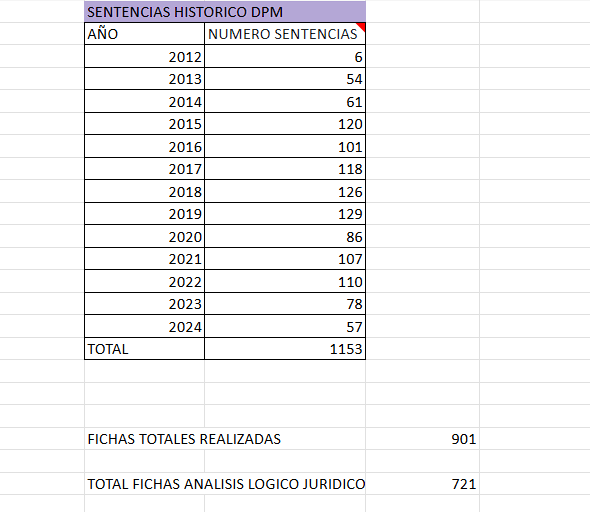 SENTENCIAS HISTORICO DPM
AÑO NUMERO SENTENCIAS
2012 6
2013 54
2014 61
2015 120
2016 101
2017 118
2018 126
2019 129
2020 86
2021 107
2022 110
2023 78
2024 57
TOTAL 1153
FICHAS TOTALES REALIZADAS 901
TOTAL FICHAS ANALISIS LOGICO JURIDICO 721